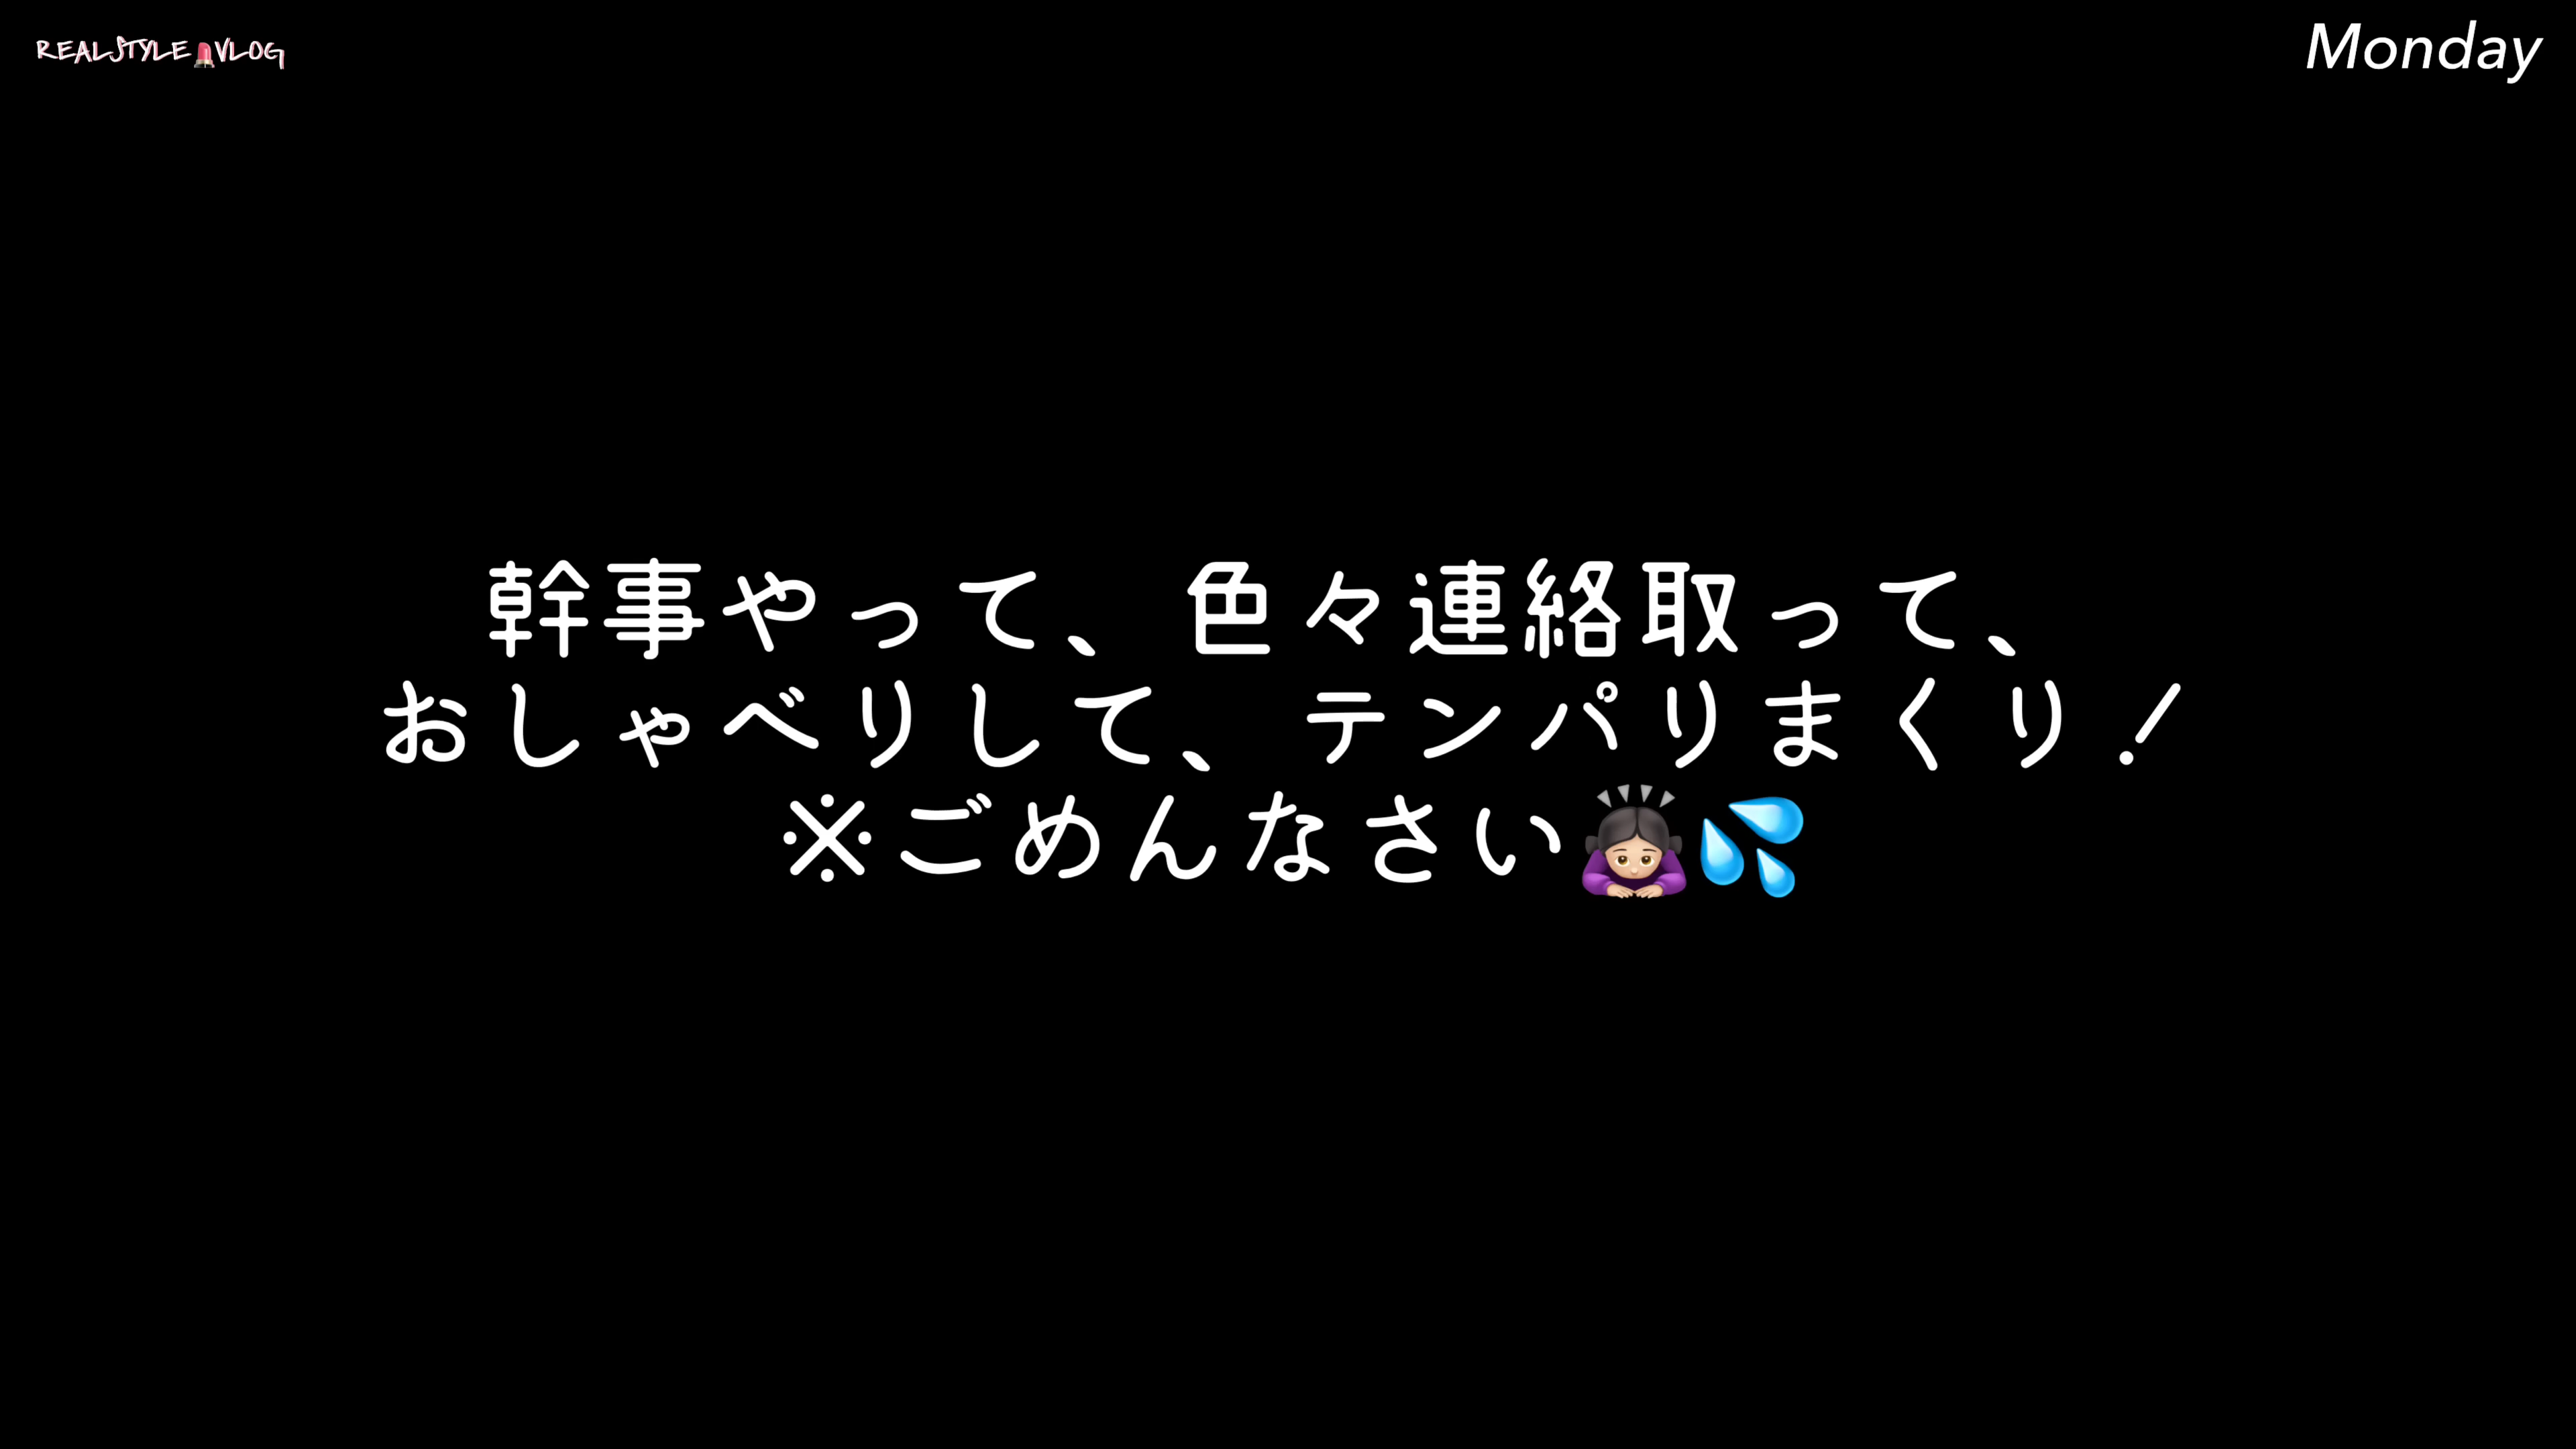 REALSTYLE🚨VLOG
Monday
幹事やって、色々連絡取って、
おしゃべりして、テンパりまくり！
※ごめんなさい🙇🏻‍♀️💦